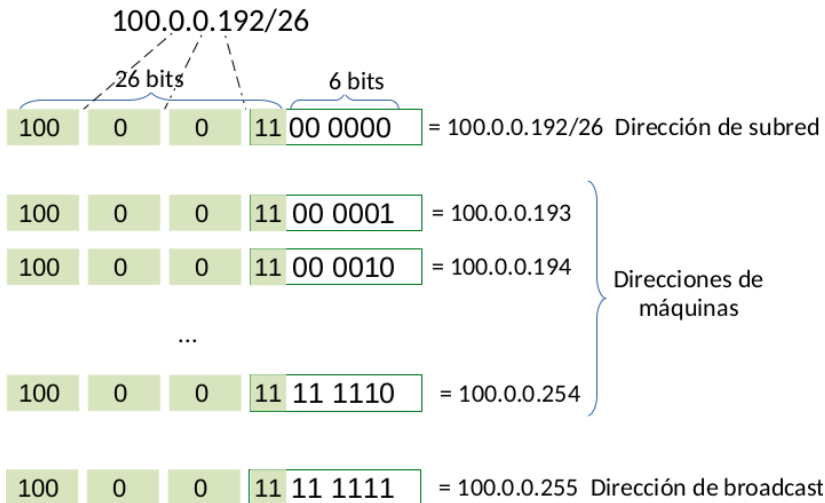 100.0.0.192/26
26 bits 6 bits
100 0 0 11 00 0000 = 100.0.0.192/26 Dirección de subred
100 0 0 11 00 0001 = 100.0.0.193
100 0 0 11 00 0010 = 100.0.0.194
Direcciones de
máquinas
...
100 0 0 11 11 1110 = 100.0.0.254
100 0 0 11 11 1111 = 100.0.0.255 Dirección de broadcast